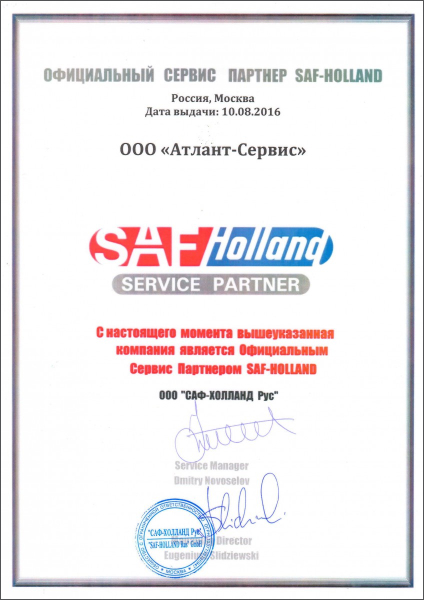 ОФИЦИАЛЬНЫЙ СЕРВИС ПАРТНЕР SAF-HOLLAND
Россия, Москва
Дата выдачи: 10.08.2016
ООО «Атлант-Сервис»
SAF Holland
SERVICE PARTNER
С настоящего момента вышеуказанная
компания является Официальным
Сервис Партнером SAF-HOLLAND
ООО "САФ-ХОЛЛАНД Рус"
Service Manager
Dmitry Novoselov
Director
Slidziewski
"САФ-ХОЛЛАНД Рус"
"SAF-HOLLAND Rus" GmbH
МОСКВА